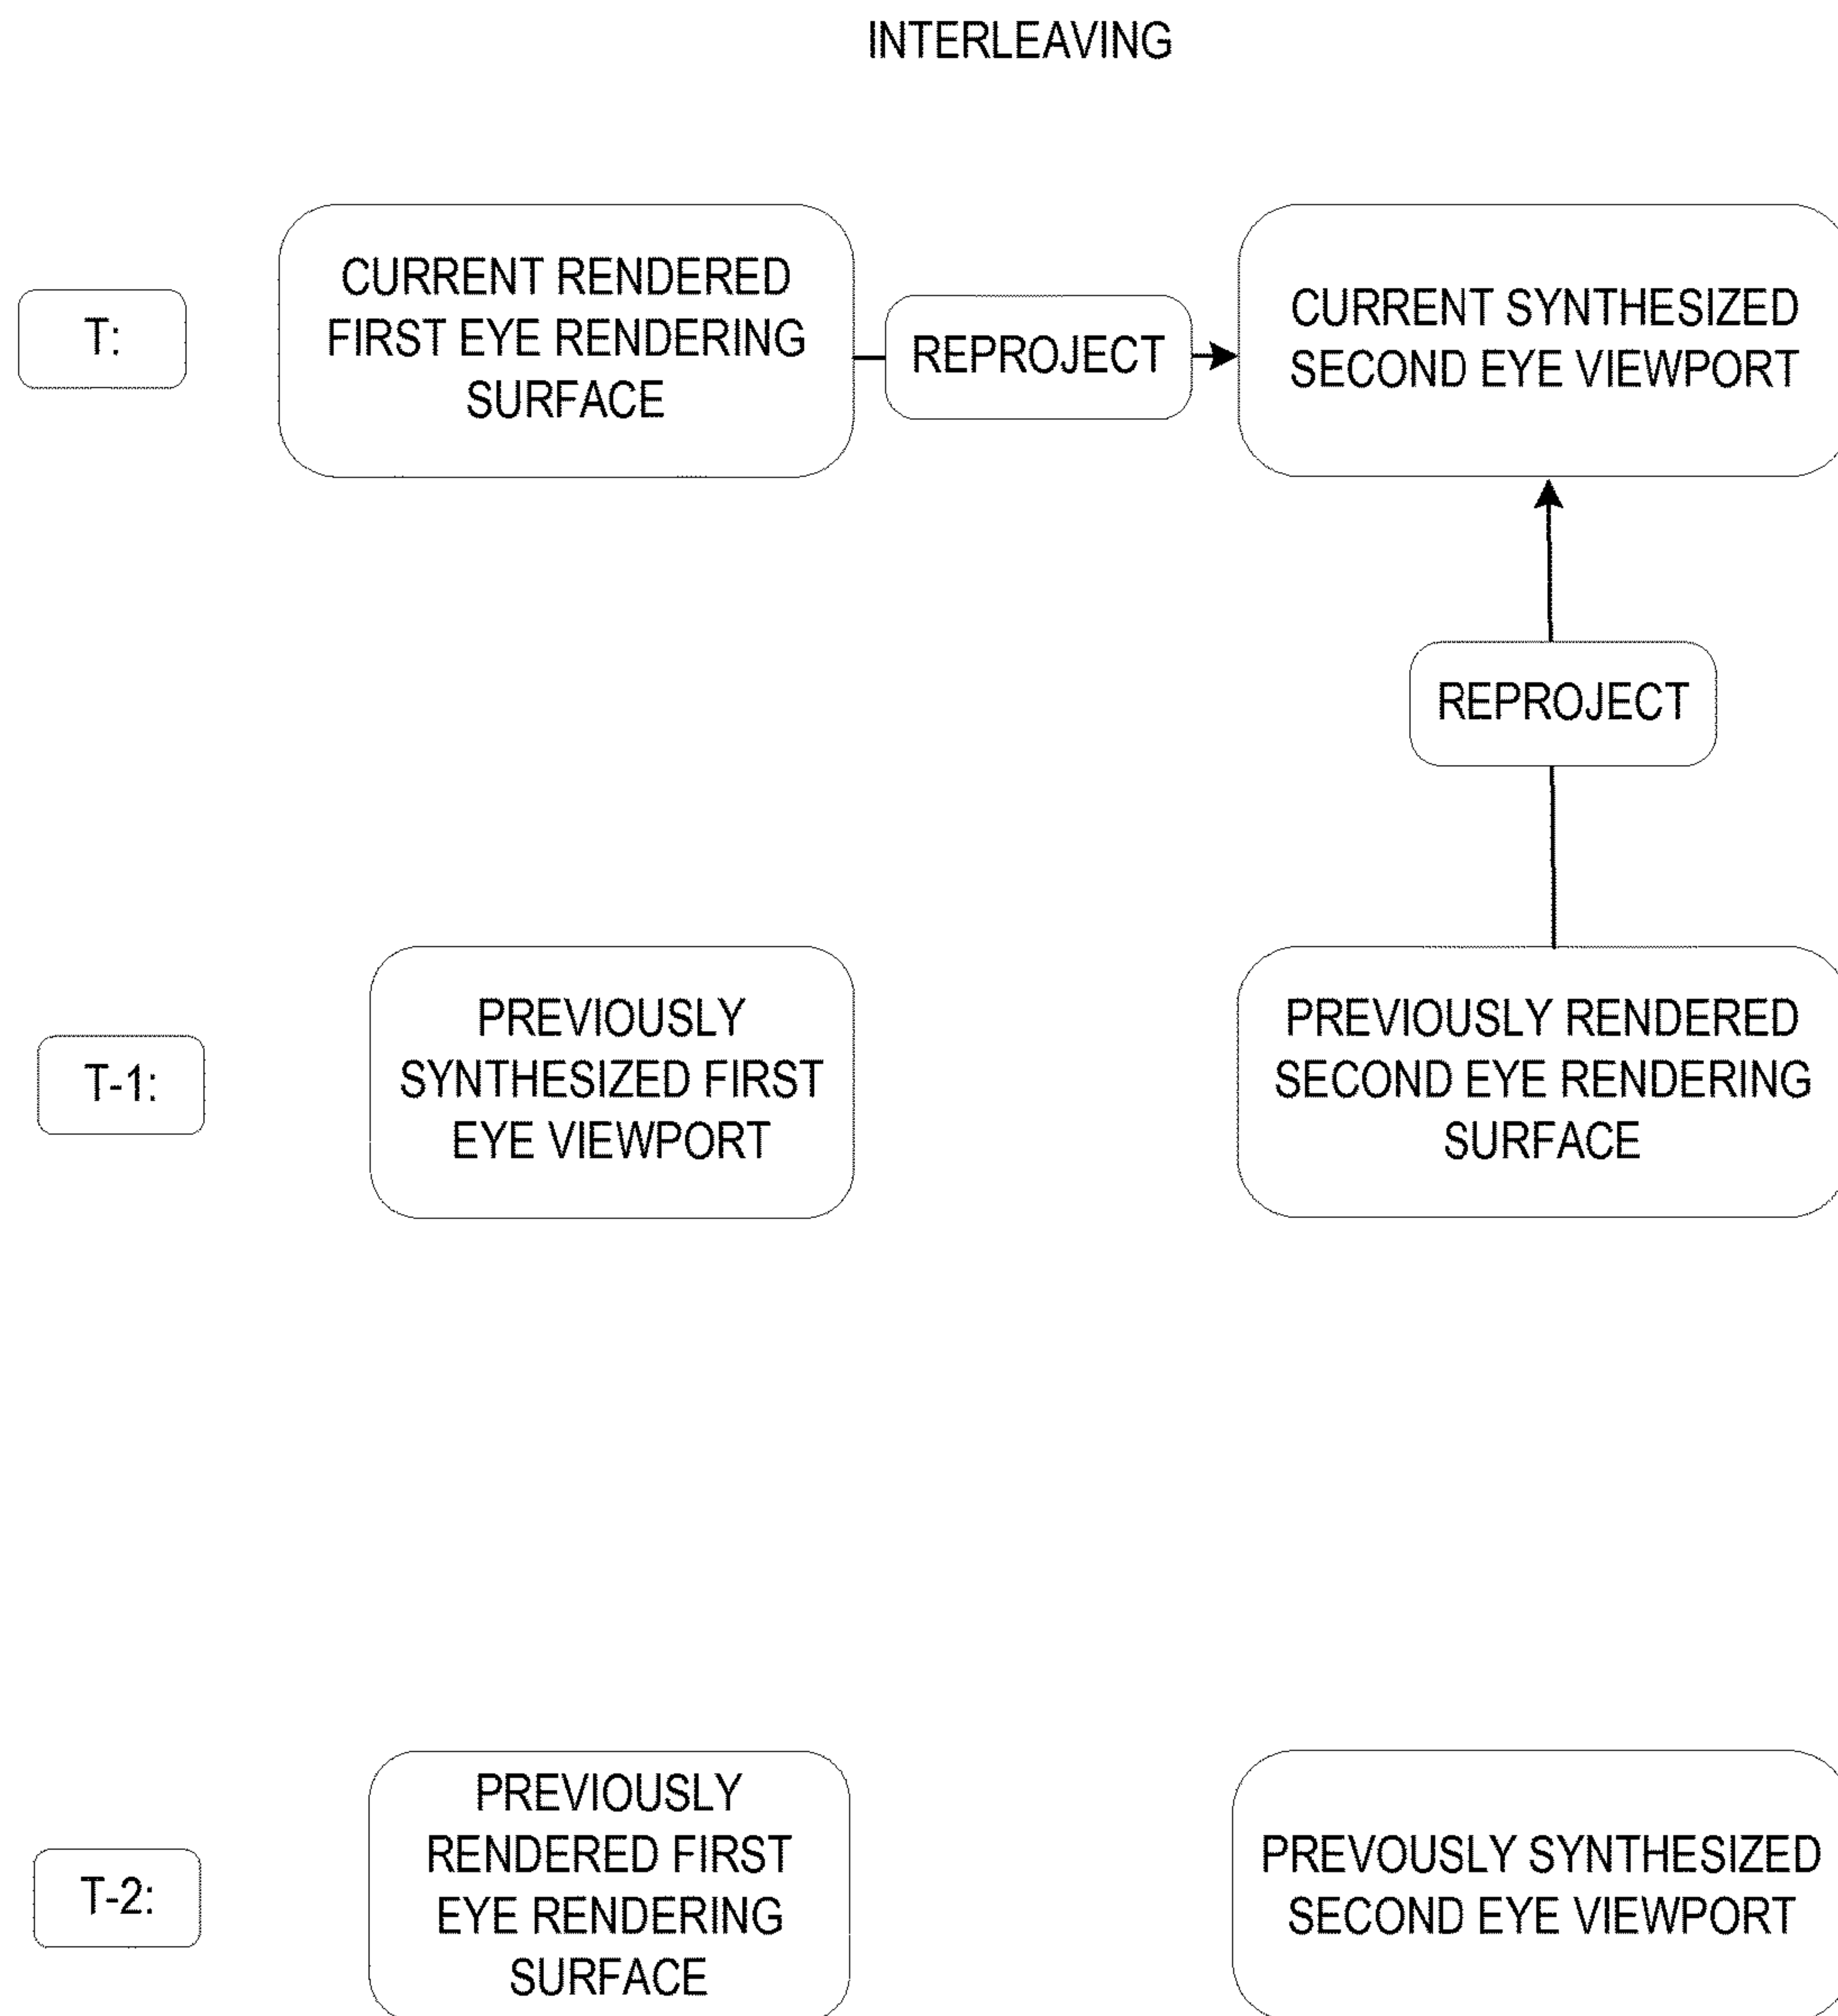 INTERLEAVING
T:
CURRENT RENDERED
FIRST EYE RENDERING
SURFACE
REPROJECT
CURRENT SYNTHESIZED
SECOND EYE VIEWPORT
REPROJECT
T-1:
PREVIOUSLY
SYNTHESIZED FIRST
EYE VIEWPORT
PREVIOUSLY RENDERED
SECOND EYE RENDERING
SURFACE
T-2:
PREVIOUSLY
RENDERED FIRST
EYE RENDERING
SURFACE
PREVOUSLY SYNTHESIZED
SECOND EYE VIEWPORT